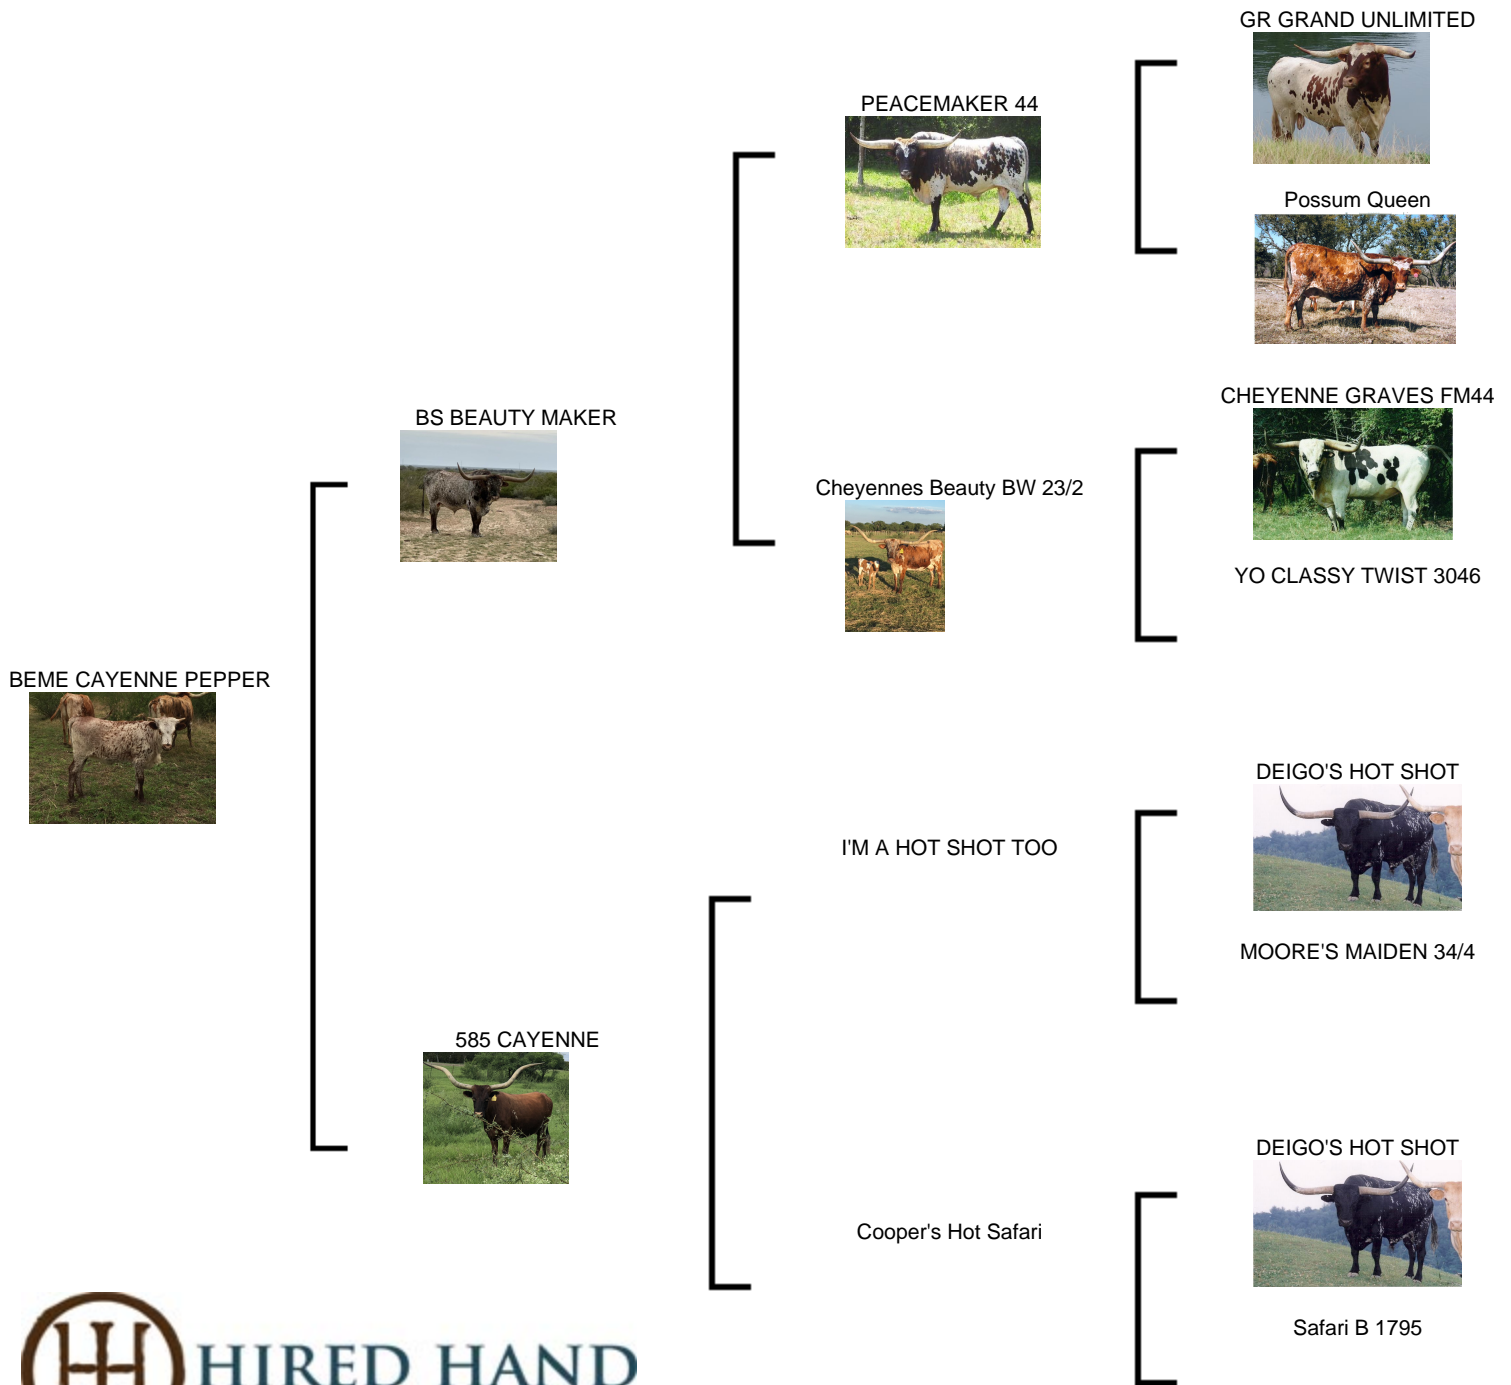 GR GRAND UNLIMITED
PEACEMAKER 44
Possum Queen
BS BEAUTY MAKER
CHEYENNE GRAVES FM44
Cheyennes Beauty BW 23/2
YO CLASSY TWIST 3046
BEME CAYENNE PEPPER
DEIGO'S HOT SHOT
I'M A HOT SHOT TOO
MOORE'S MAIDEN 34/4
585 CAYENNE
DEIGO'S HOT SHOT
Cooper's Hot Safari
Safari B 1795
HIRED HAND